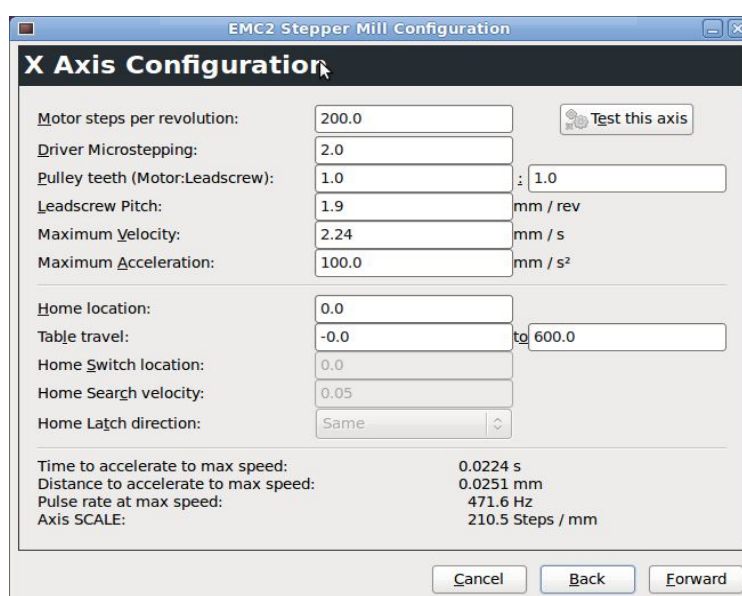 EMC2 Stepper Mill Configuration
X Axis Configuration
Motor steps per revolution: 200.0 Test this axis
Driver Microstepping: 2.0
Pulley teeth (Motor:Leadscrew): 1.0 : 1.0
Leadscrew Pitch: 1.9 mm / rev
Maximum Velocity: 2.24 mm / s
Maximum Acceleration: 100.0 mm / s²
Home location: 0.0
Table travel: -0.0 to 600.0
Home Switch location: 0.0
Home Search velocity: 0.05
Home Latch direction: Same
Time to accelerate to max speed: 0.0224 s
Distance to accelerate to max speed: 0.0251 mm
Pulse rate at max speed: 471.6 Hz
Axis SCALE: 210.5 Steps / mm
Cancel Back Forward